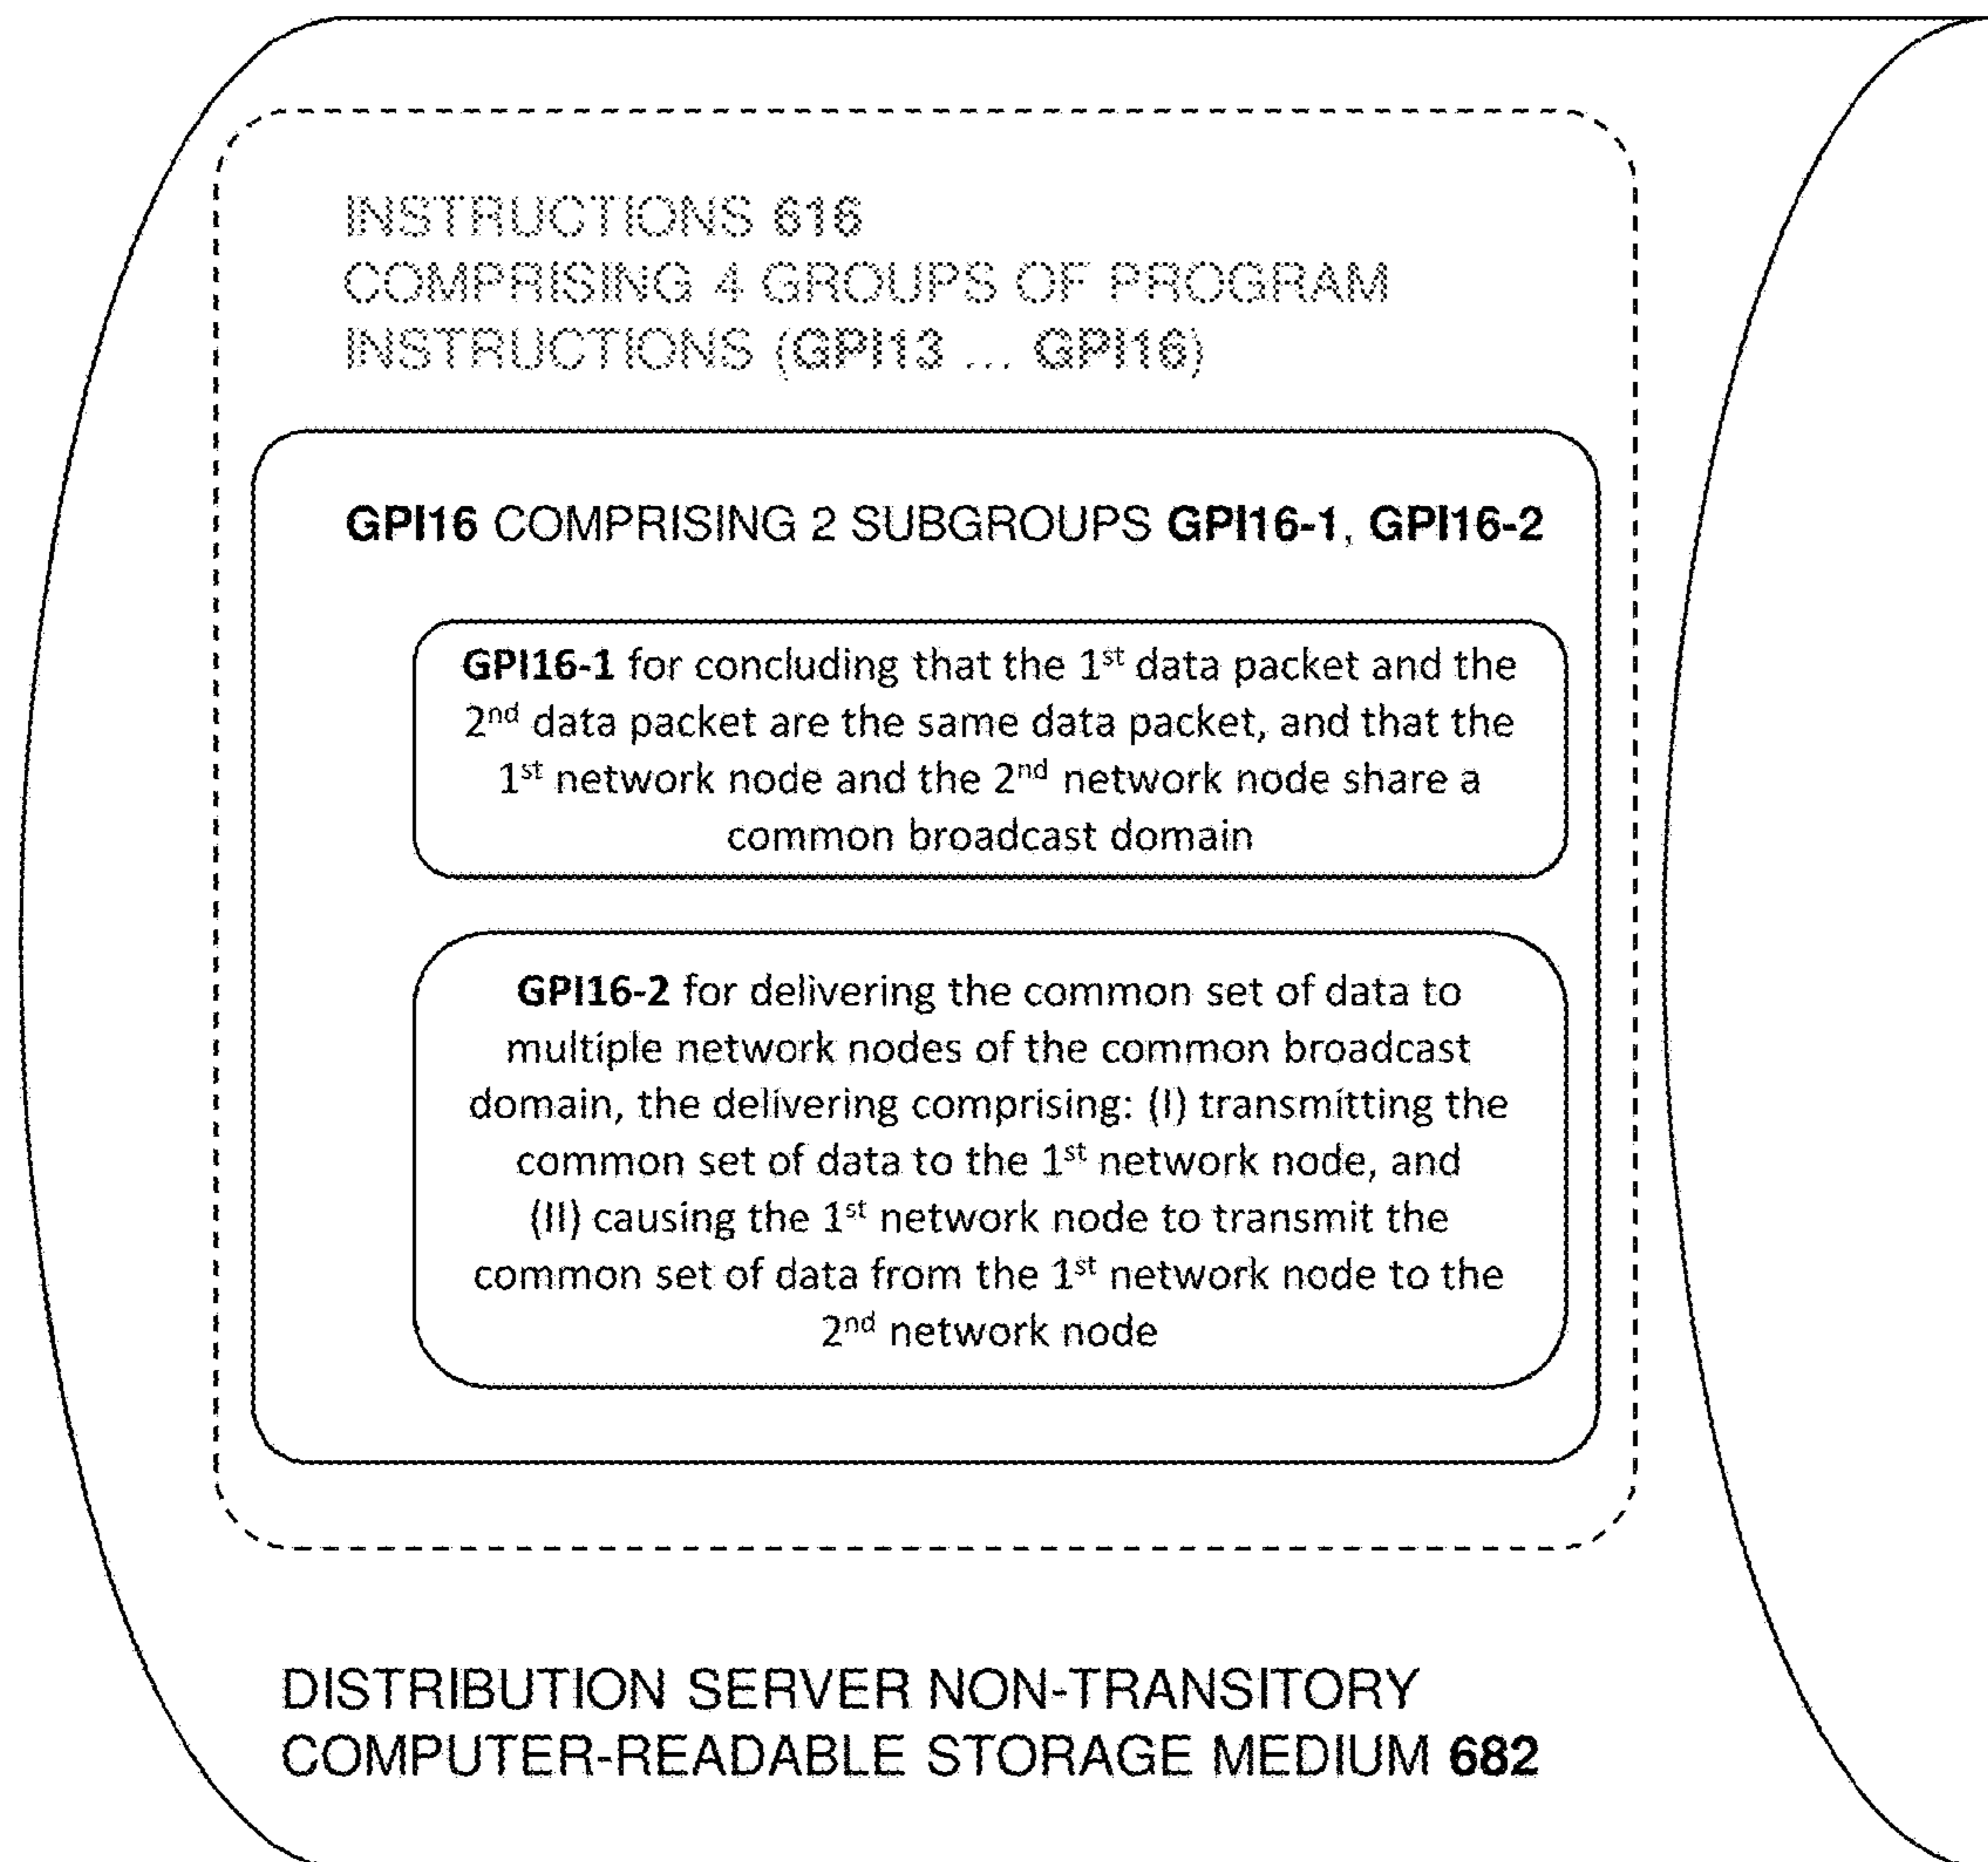 INSTRUCTIONS 616
COMPRISING 4 GROUPS OF PROGRAM
INSTRUCTIONS (GPI13 ... GPI16)
GPI16 COMPRISING 2 SUBGROUPS GPI16-1, GPI16-2
GPI16-1 for concluding that the 1st data packet and the
2nd data packet are the same data packet, and that the
1st network node and the 2nd network node share a
common broadcast domain
GPI16-2 for delivering the common set of data to
multiple network nodes of the common broadcast
domain, the delivering comprising: (I) transmitting the
common set of data to the 1st network node, and
(II) causing the 1st network node to transmit the
common set of data from the 1st network node to the
2nd network node
DISTRIBUTION SERVER NON-TRANSITORY
COMPUTER-READABLE STORAGE MEDIUM 682